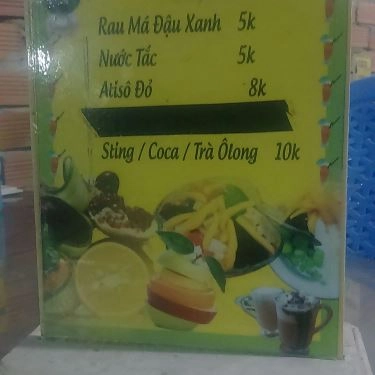 Rau Má Đậu Xanh 5k
Nước Tắc 5k
Atisô Đỏ 8k
Sting / Coca / Trà Ôlong 10k